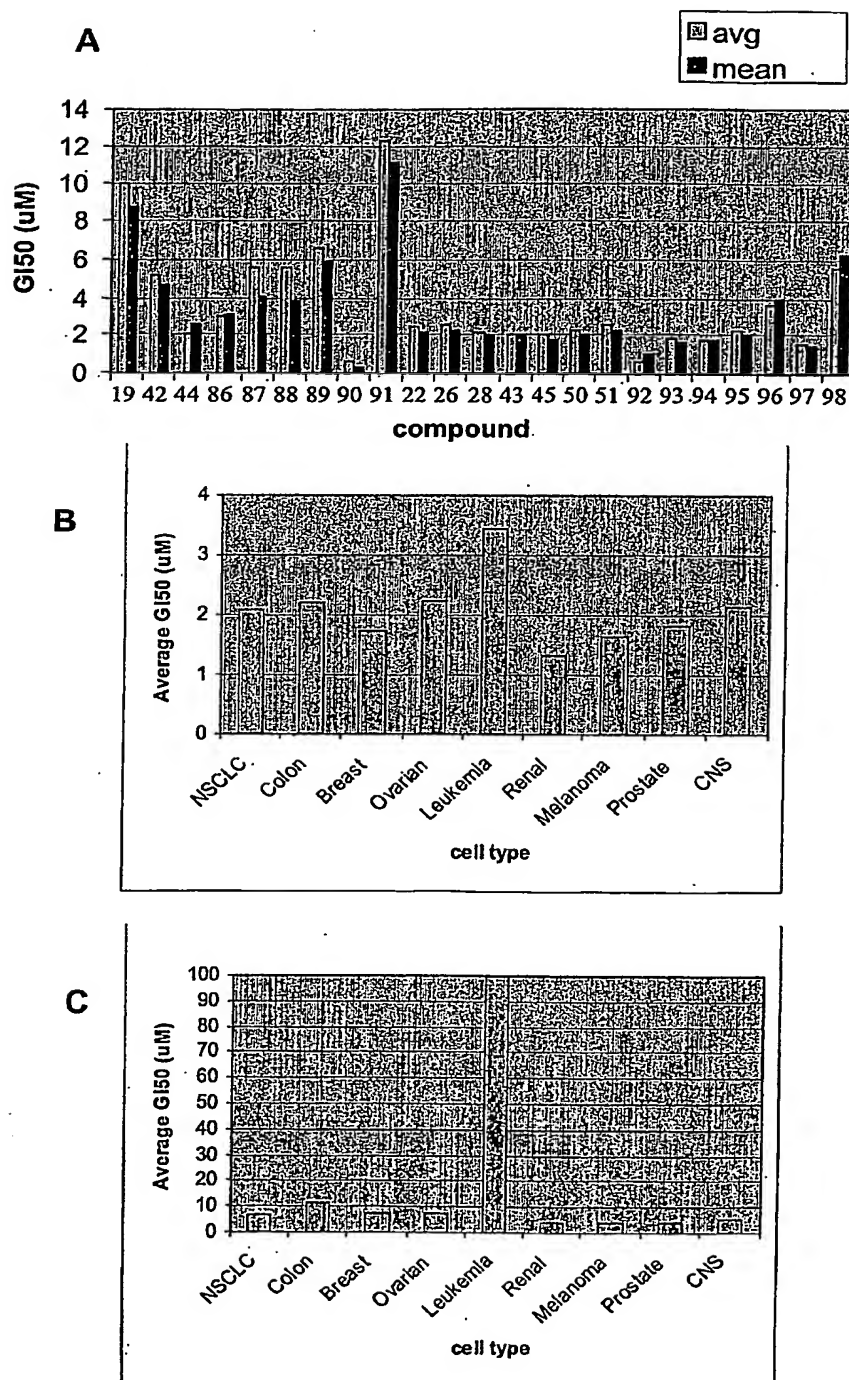 A
avg
mean
14
12
10
8
6
4
2
0
GI50 (uM)
19 42 44 86 87 88 89 90 91 22 26 28 43 45 50 51 92 93 94 95 96 97 98
compound
B
4
3
2
1
0
Average GI50 (uM)
NSCLC Colon Breast Ovarian Leukemia Renal Melanoma Prostate CNS
cell type
C
100
90
80
70
60
50
40
30
20
10
0
Average GI50 (uM)
NSCLC Colon Breast Ovarian Leukemia Renal Melanoma Prostate CNS
cell type